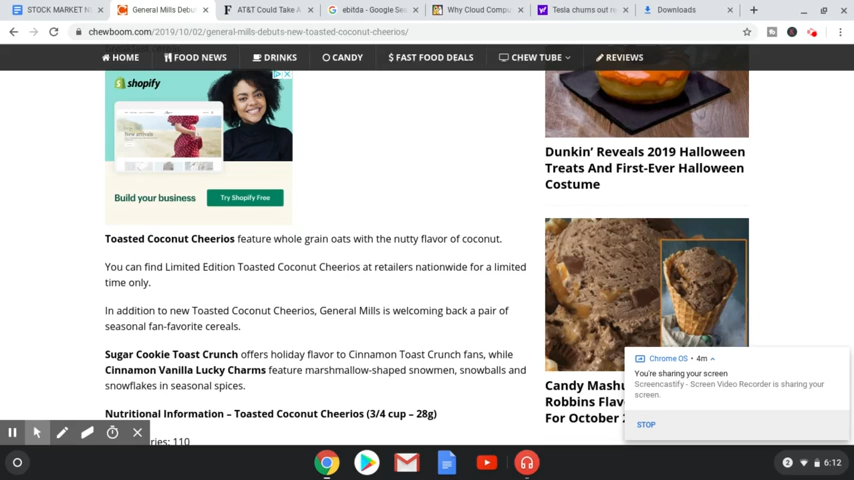 STOCK MARKET N
General Mills Debut
AT&T Could Take A
ebitda - Google Se
Why Cloud Compu
Tesla churns out re
Downloads
chewboom.com/2019/10/02/general-mills-debuts-new-toasted-coconut-cheerios/
HOME
FOOD NEWS
DRINKS
CANDY
FAST FOOD DEALS
CHEW TUBE
REVIEWS
shopify
New arrivals
Build your business
Try Shopify Free
Toasted Coconut Cheerios feature whole grain oats with the nutty flavor of coconut.
You can find Limited Edition Toasted Coconut Cheerios at retailers nationwide for a limited
time only.
In addition to new Toasted Coconut Cheerios, General Mills is welcoming back a pair of
seasonal fan-favorite cereals.
Sugar Cookie Toast Crunch offers holiday flavor to Cinnamon Toast Crunch fans, while
Cinnamon Vanilla Lucky Charms feature marshmallow-shaped snowmen, snowballs and
snowflakes in seasonal spices.
Nutritional Information – Toasted Coconut Cheerios (3/4 cup – 28g)
ries: 110
Dunkin' Reveals 2019 Halloween
Treats And First-Ever Halloween
Costume
Candy Mashu
Robbins Flav
For October 2
Chrome OS • 4m
You're sharing your screen
Screencastify - Screen Video Recorder is sharing your
screen.
STOP
2
6:12